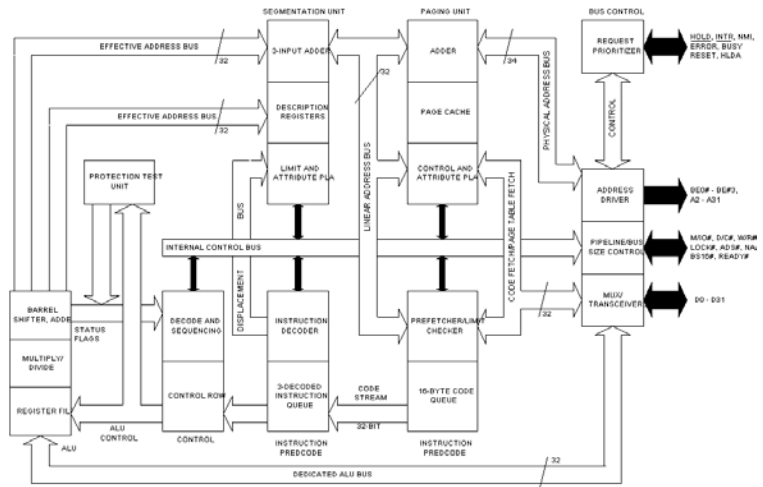 SEGMENTATION UNIT
PAGING UNIT
BUS CONTROL
EFFECTIVE ADDRESS BUS
32
3-INPUT ADDER
/32
ADDER
34
REQUEST
PRIORITIZER
HOLD, INTR, NMI,
ERROR, BUSY
RESET, HLDA
EFFECTIVE ADDRESS BUS
32
DESCRIPTION
REGISTERS
PAGE CACHE
PHYSICAL ADDRESS BUS
CONTROL
PROTECTION TEST
UNIT
LIMIT AND
ATTRIBUTE PLA
CONTROL AND
ATTRIBUTE PLA
ADDRESS
DRIVER
BE0# - BE#3,
A2 - A31
BUS
LINEAR ADDRESS BUS
INTERNAL CONTROL BUS
CODE FETCH/PAGE TABLE FETCH
PIPELINE/BUS
SIZE CONTROL
M/IO#, D/C#, W/R#
LOCK#, ADS#, NA
BS16#, READY#
DISPLACEMENT
BARREL
SHIFTER, ADDE
STATUS
FLAGS
DECODE AND
SEQUENCING
INSTRUCTION
DECODER
PREFETCHER/LIMIT
CHECKER
32
MUX/
TRANSCEIVER
D0 - D31
MULTIPLY/
DIVIDE
REGISTER FIL
ALU
CONTROL
CONTROL ROW
3-DECODED
INSTRUCTION
QUEUE
CODE
STREAM
32-BIT
16-BYTE CODE
QUEUE
ALU
CONTROL
INSTRUCTION
PREDCODE
INSTRUCTION
PREDCODE
32
DEDICATED ALU BUS